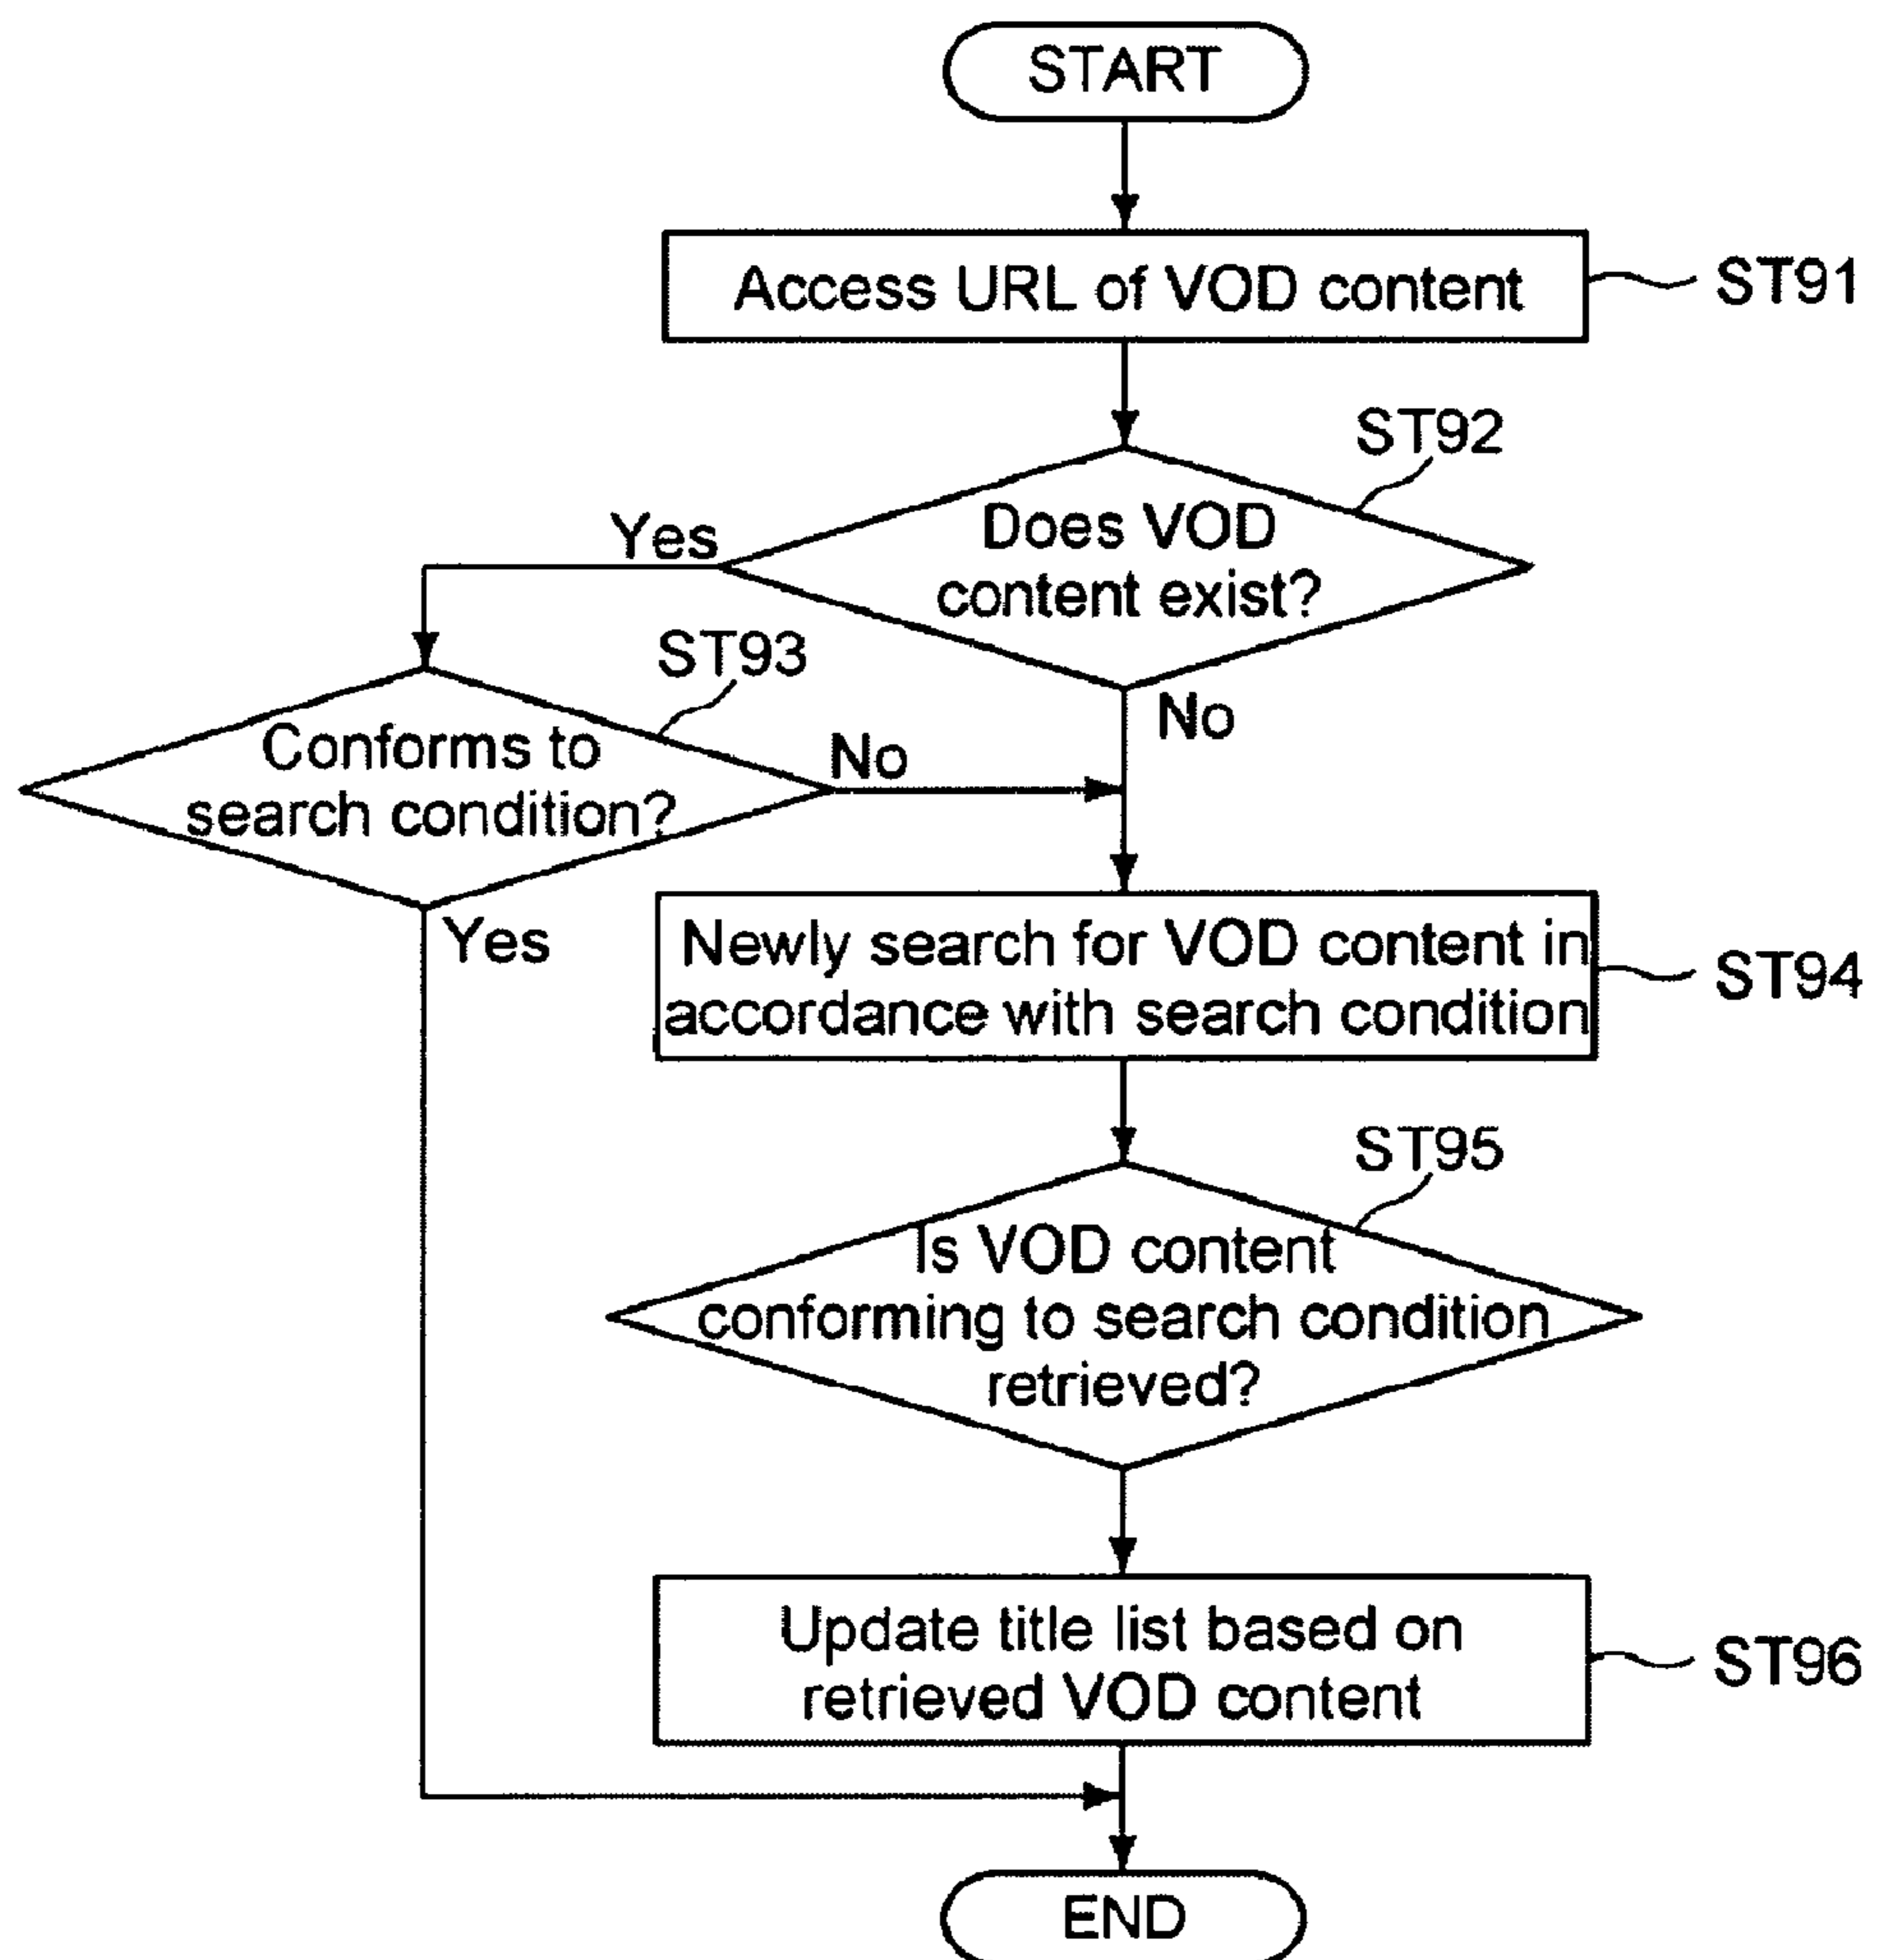 START
Access URL of VOD content
ST91
ST92
Does VOD
content exist?
Yes
No
ST93
Conforms to
search condition?
No
Yes
Newly search for VOD content in
accordance with search condition
ST94
ST95
Is VOD content
conforming to search condition
retrieved?
Update title list based on
retrieved VOD content
ST96
END